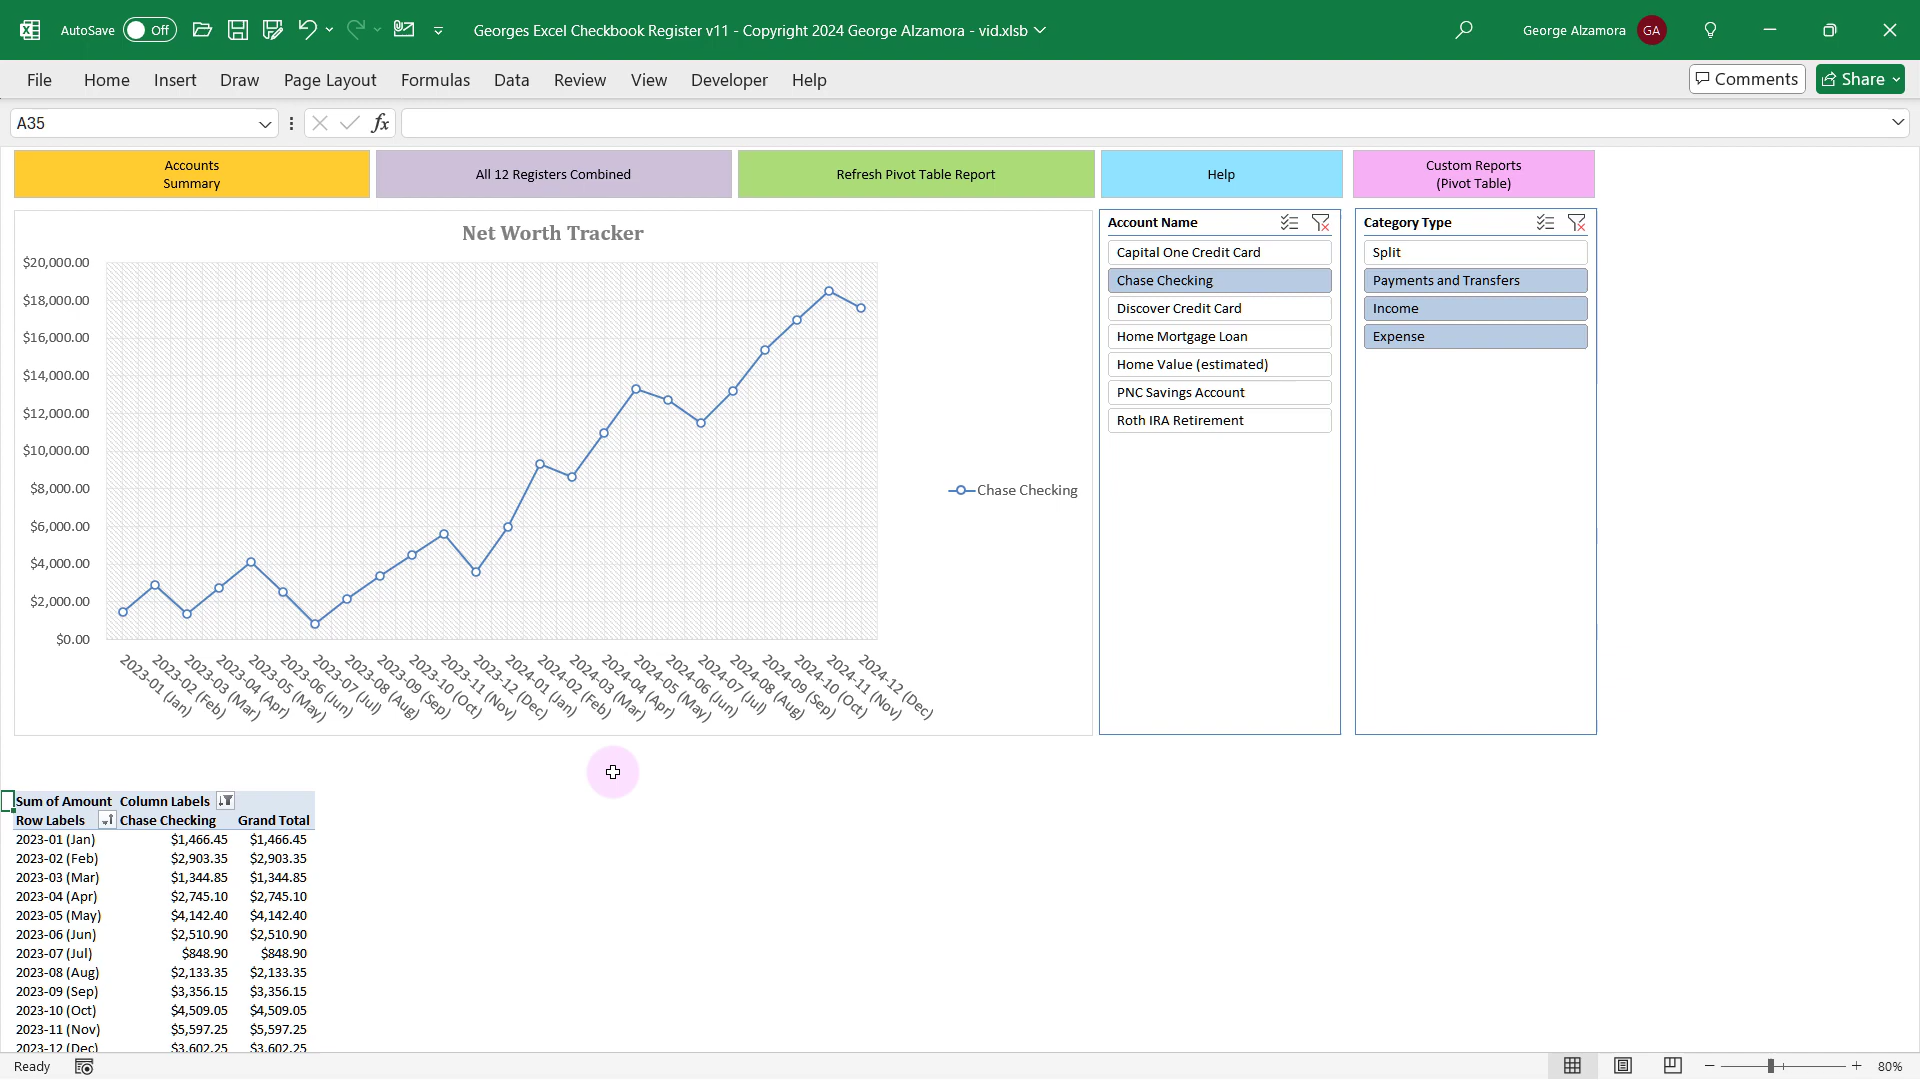 AutoSave Off Georges Excel Checkbook Register v11 - Copyright 2024 George Alzamora - vid.xlsb George Alzamora GA
File Home Insert Draw Page Layout Formulas Data Review View Developer Help Comments Share
A35 fx
Accounts
Summary
All 12 Registers Combined
Refresh Pivot Table Report
Help
Custom Reports
(Pivot Table)
Net Worth Tracker
$20,000.00
$18,000.00
$16,000.00
$14,000.00
$12,000.00
$10,000.00
$8,000.00
$6,000.00
$4,000.00
$2,000.00
$0.00
2023-01 (Jan)
2023-02 (Feb)
2023-03 (Mar)
2023-04 (Apr)
2023-05 (May)
2023-06 (Jun)
2023-07 (Jul)
2023-08 (Aug)
2023-09 (Sep)
2023-10 (Oct)
2023-11 (Nov)
2023-12 (Dec)
2024-01 (Jan)
2024-02 (Feb)
2024-03 (Mar)
2024-04 (Apr)
2024-05 (May)
2024-06 (Jun)
2024-07 (Jul)
2024-08 (Aug)
2024-09 (Sep)
2024-10 (Oct)
2024-11 (Nov)
2024-12 (Dec)
Chase Checking
Account Name
Capital One Credit Card
Chase Checking
Discover Credit Card
Home Mortgage Loan
Home Value (estimated)
PNC Savings Account
Roth IRA Retirement
Category Type
Split
Payments and Transfers
Income
Expense
Sum of Amount Column Labels
Row Labels Chase Checking Grand Total
2023-01 (Jan) $1,466.45 $1,466.45
2023-02 (Feb) $2,903.35 $2,903.35
2023-03 (Mar) $1,344.85 $1,344.85
2023-04 (Apr) $2,745.10 $2,745.10
2023-05 (May) $4,142.40 $4,142.40
2023-06 (Jun) $2,510.90 $2,510.90
2023-07 (Jul) $848.90 $848.90
2023-08 (Aug) $2,133.35 $2,133.35
2023-09 (Sep) $3,356.15 $3,356.15
2023-10 (Oct) $4,509.05 $4,509.05
2023-11 (Nov) $5,597.25 $5,597.25
2023-12 (Dec) $3,602.25 $3,602.25
Ready 80%